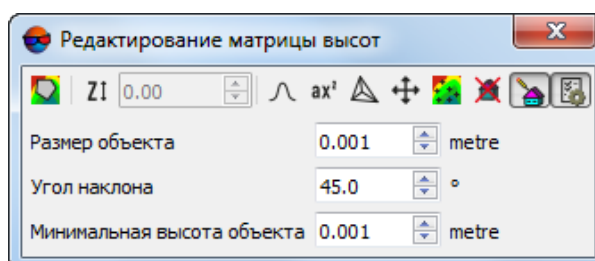 Редактирование матрицы высот
Z 0.00 ax²
Размер объекта 0.001 metre
Угол наклона 45.0 °
Минимальная высота объекта 0.001 metre